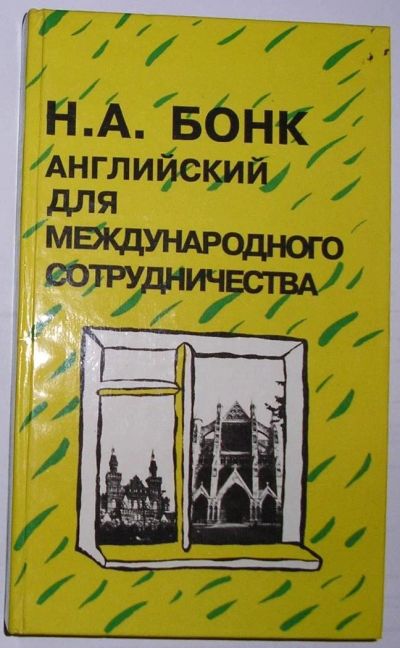 Н.А. БОНК
АНГЛИЙСКИЙ
ДЛЯ
МЕЖДУНАРОДНОГО
СОТРУДНИЧЕСТВА